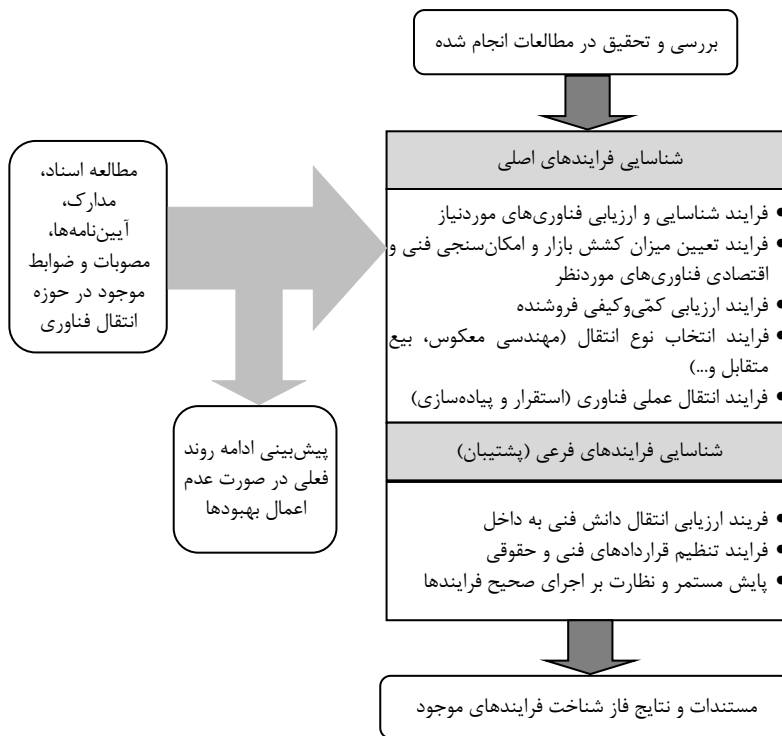 بررسی و تحقیق در مطالعات انجام شده
شناسایی فرایندهای اصلی
• فرایند شناسایی و ارزیابی فناوری‌های موردنیاز
• فرایند تعیین میزان کشش بازار و امکان‌سنجی فنی و
اقتصادی فناوری‌های موردنظر
• فرایند ارزیابی کمّی‌وکیفی فروشنده
• فرایند انتخاب نوع انتقال (مهندسی معکوس، بیع
متقابل و...)
• فرایند انتقال عملی فناوری (استقرار و پیاده‌سازی)
شناسایی فرایندهای فرعی (پشتیبان)
• فریند ارزیابی انتقال دانش فنی به داخل
• فرایند تنظیم قراردادهای فنی و حقوقی
• پایش مستمر و نظارت بر اجرای صحیح فرایندها
مستندات و نتایج فاز شناخت فرایندهای موجود
مطالعه اسناد،
مدارک،
آیین‌نامه‌ها،
مصوبات و ضوابط
موجود در حوزه
انتقال فناوری
پیش‌بینی ادامه روند
فعلی در صورت عدم
اعمال بهبودها